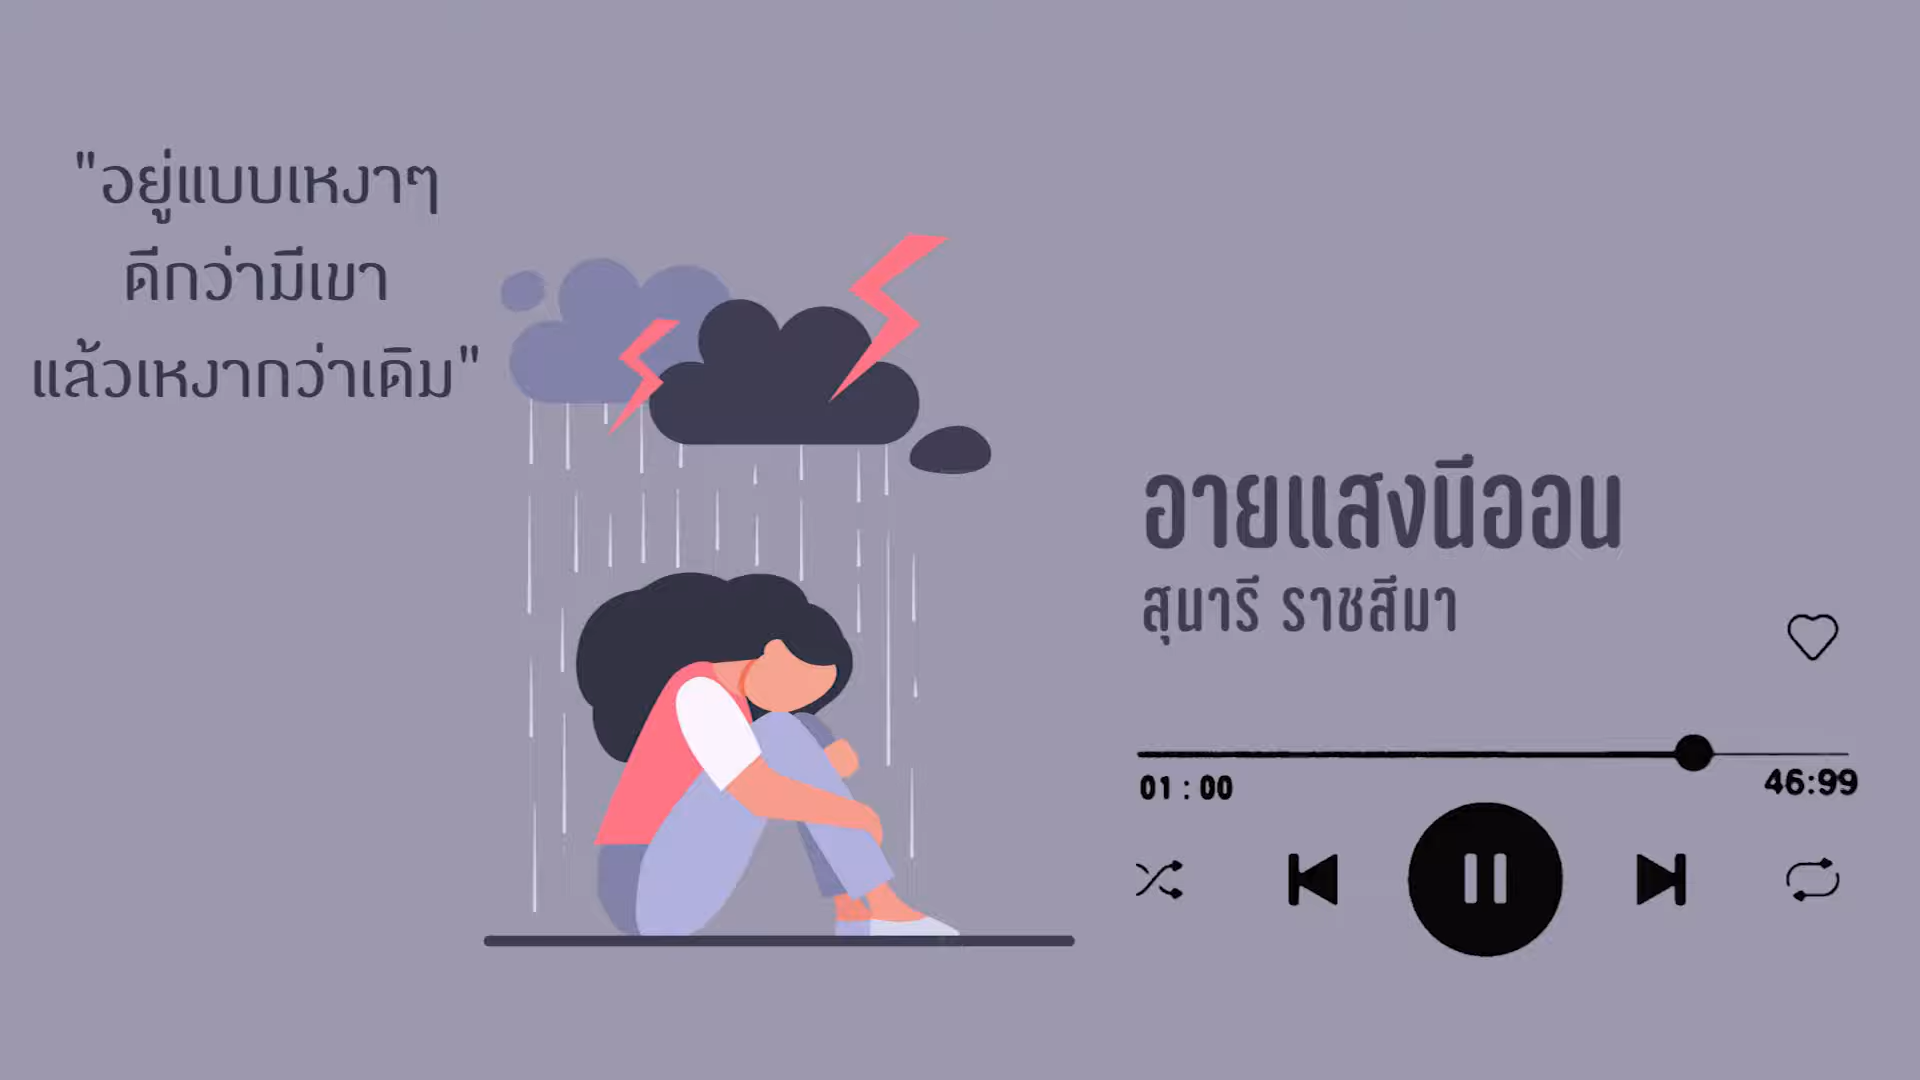 "อยู่แบบเหงาๆ
ดีกว่ามีเขา
แล้วเหงากว่าเดิม"
อายแสงนีออน
สุนารี ราชสีมา
01 : 00
46:99